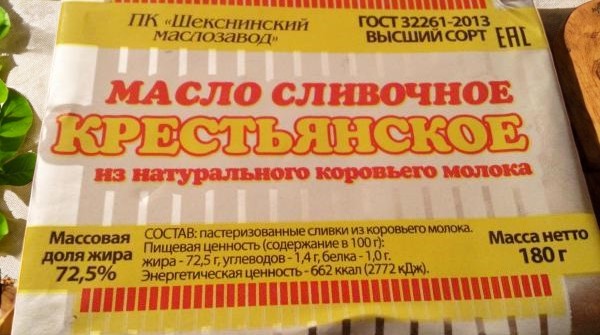 ПК «Шекснинский
маслозавод»
ГОСТ 32261-2013
ВЫСШИЙ СОРТ ЕАС
МАСЛО СЛИВОЧНОЕ
КРЕСТЬЯНСКОЕ
из натурального коровьего молока
Массовая
доля жира
72,5%
СОСТАВ: пастеризованные сливки из коровьего молока.
Пищевая ценность (содержание в 100 г):
жира - 72,5 г, углеводов - 1,4 г, белка - 1,0 г.
Энергетическая ценность - 662 ккал (2772 кДж).
Масса нетто
180 г